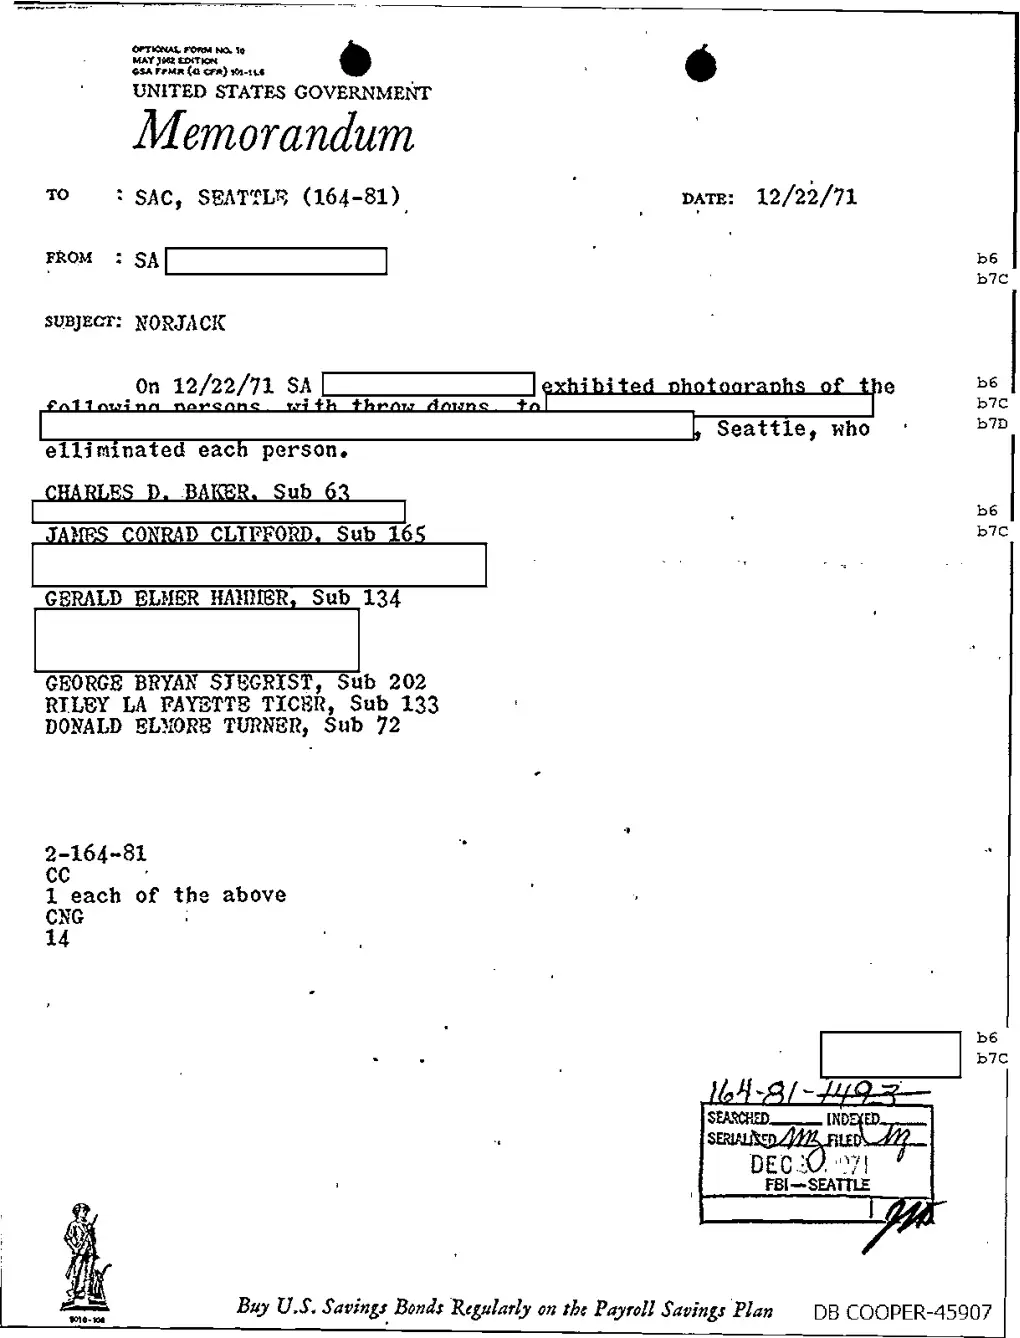 OPTIONAL FORM NO. 10
MAY 1962 EDITION
GSA FPMR (41 CFR) 101-11.6
UNITED STATES GOVERNMENT
Memorandum
TO : SAC, SEATTLE (164-81)
DATE: 12/22/71
FROM : SA
b6
b7C
SUBJECT: NORJACK
On 12/22/71 SA exhibited photographs of the
following persons, with throw downs, to
, Seattle, who
elliminated each person.
b6
b7C
b7D
CHARLES D. BAKER, Sub 63
JAMES CONRAD CLIFFORD, Sub 165
b6
b7C
GERALD ELMER HAMMER, Sub 134
GEORGE BRYAN SIEGRIST, Sub 202
RILEY LA FAYETTE TICER, Sub 133
DONALD ELMORE TURNER, Sub 72
2-164-81
CC
1 each of the above
CNG
14
b6
b7C
164-81-1493
SEARCHED INDEXED
SERIALIZED FILED
DEC 1971
FBI—SEATTLE
5010-108
Buy U.S. Savings Bonds Regularly on the Payroll Savings Plan
DB COOPER-45907